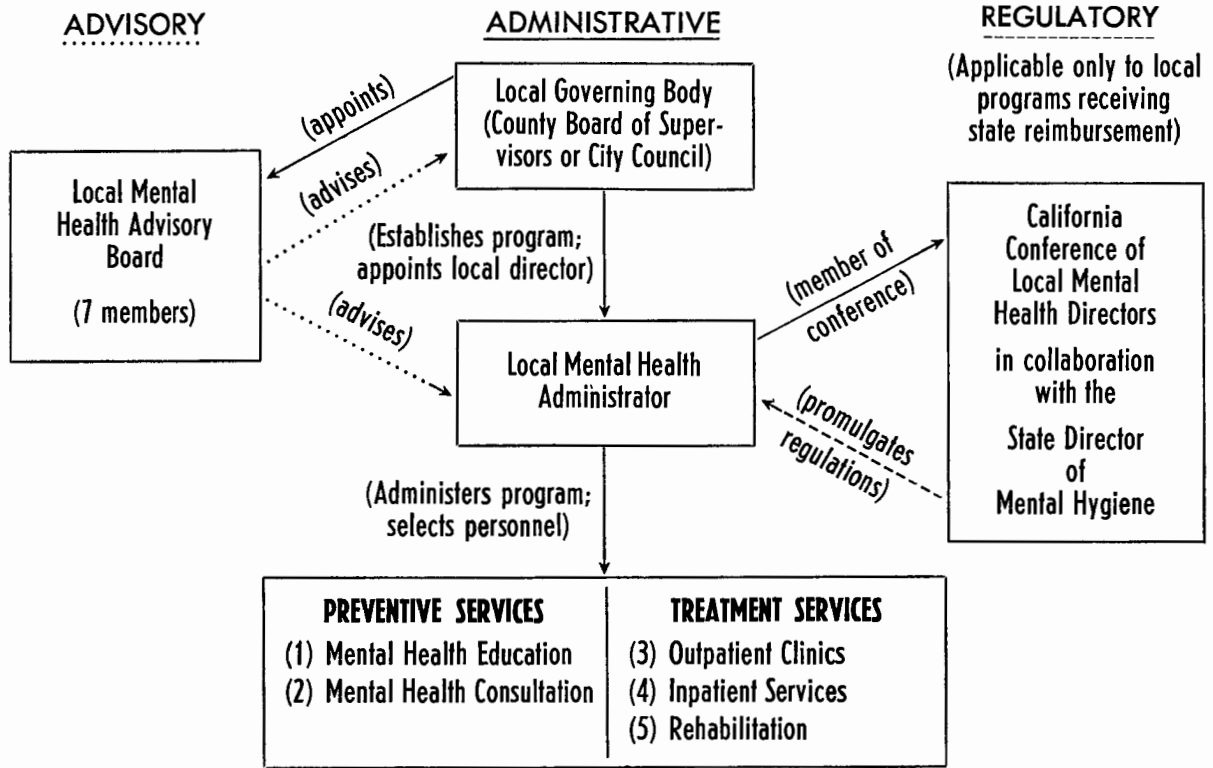 ADVISORY
ADMINISTRATIVE
REGULATORY
(Applicable only to local
programs receiving
state reimbursement)
Local Governing Body
(County Board of Super-
visors or City Council)
(appoints)
(advises)
Local Mental
Health Advisory
Board
(7 members)
(Establishes program;
appoints local director)
(advises)
Local Mental Health
Administrator
(member of
conference)
(promulgates
regulations)
California
Conference of
Local Mental
Health Directors
in collaboration
with the
State Director
of
Mental Hygiene
(Administers program;
selects personnel)
PREVENTIVE SERVICES
(1) Mental Health Education
(2) Mental Health Consultation
TREATMENT SERVICES
(3) Outpatient Clinics
(4) Inpatient Services
(5) Rehabilitation